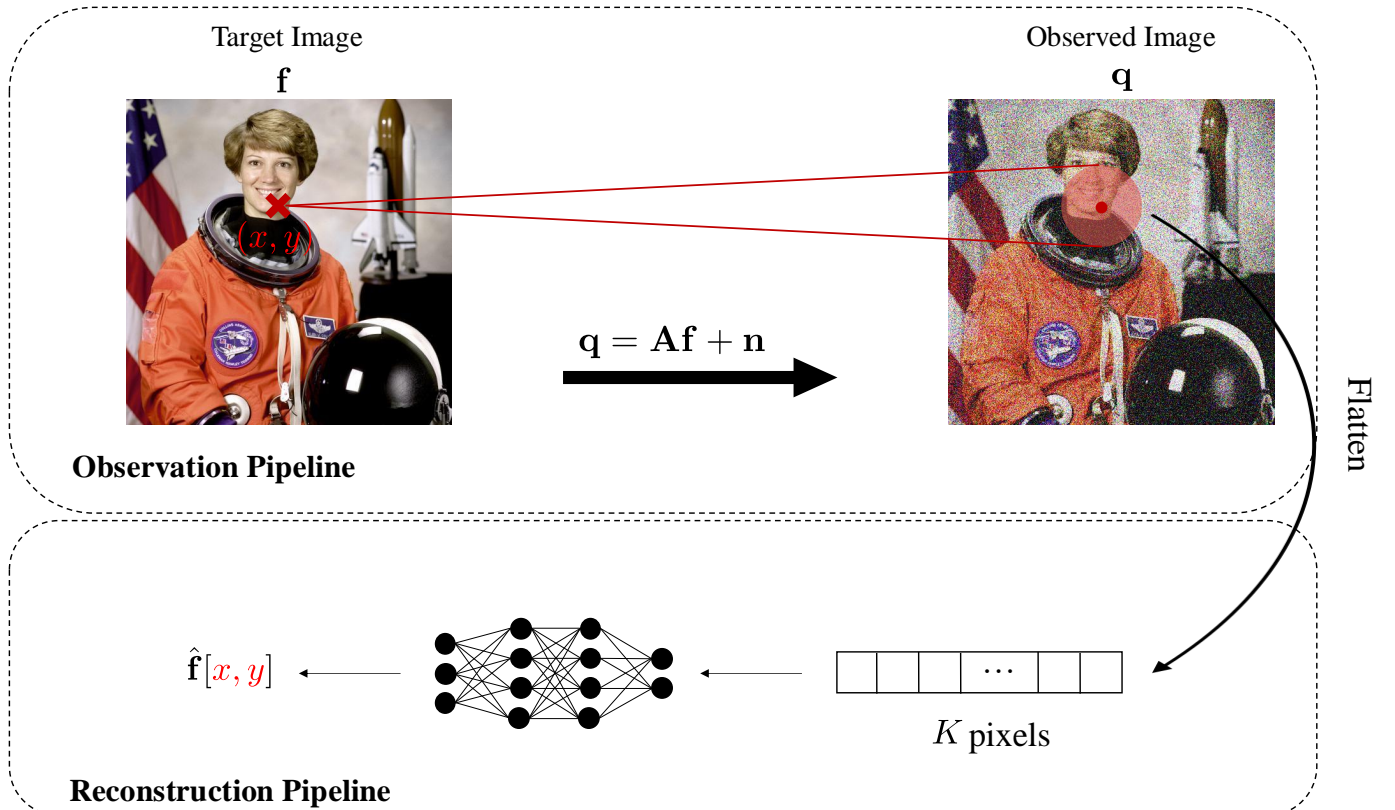 Target Image
f
Observed Image
q
(x, y)
q = Af + n
Observation Pipeline
Flatten
f̂[x, y]
...
K pixels
Reconstruction Pipeline